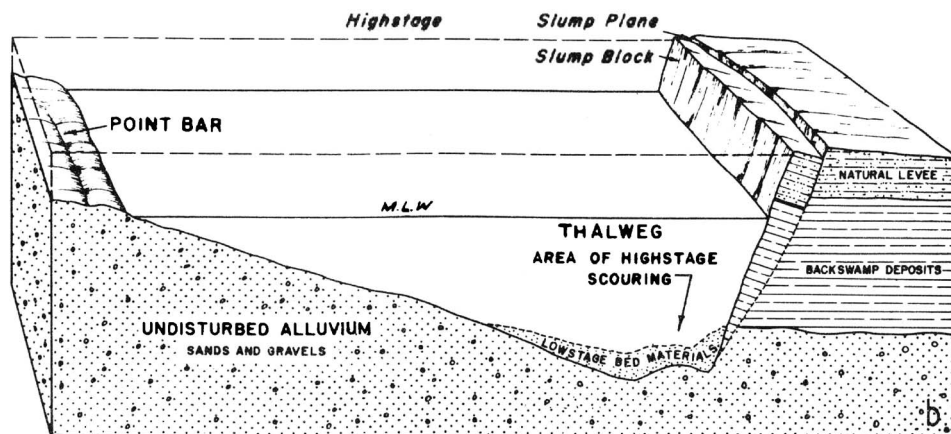 Highstage
Slump Plane
Slump Block
POINT BAR
NATURAL LEVEE
M.L.W
THALWEG
AREA OF HIGHSTAGE
SCOURING
BACKSWAMP DEPOSITS
UNDISTURBED ALLUVIUM
SANDS AND GRAVELS
LOWSTAGE BED MATERIALS
b